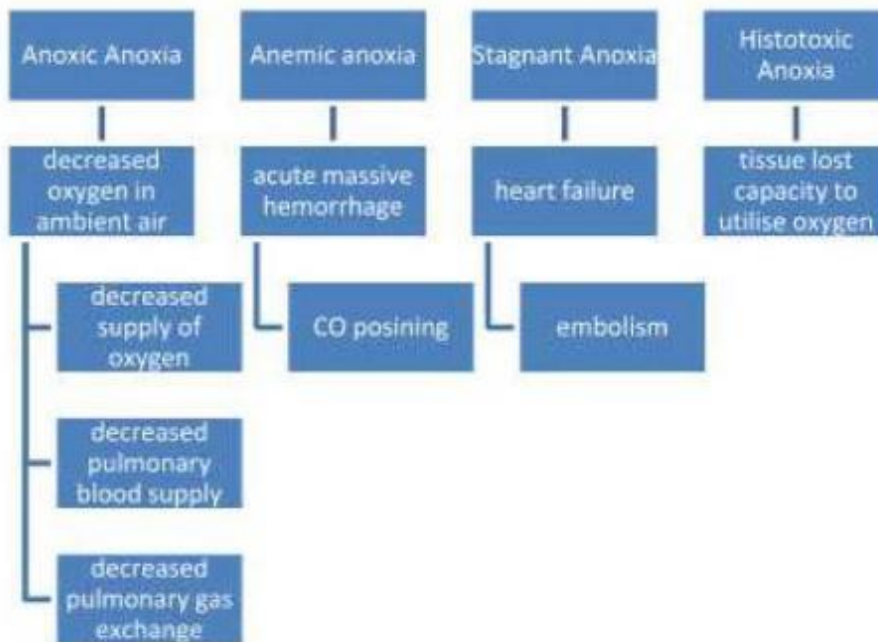 Anoxic Anoxia
Anemic anoxia
Stagnant Anoxia
Histotoxic
Anoxia
decreased
oxygen in
ambient air
acute massive
hemorrhage
heart failure
tissue lost
capacity to
utilise oxygen
decreased
supply of
oxygen
CO posining
embolism
decreased
pulmonary
blood supply
decreased
pulmonary gas
exchange